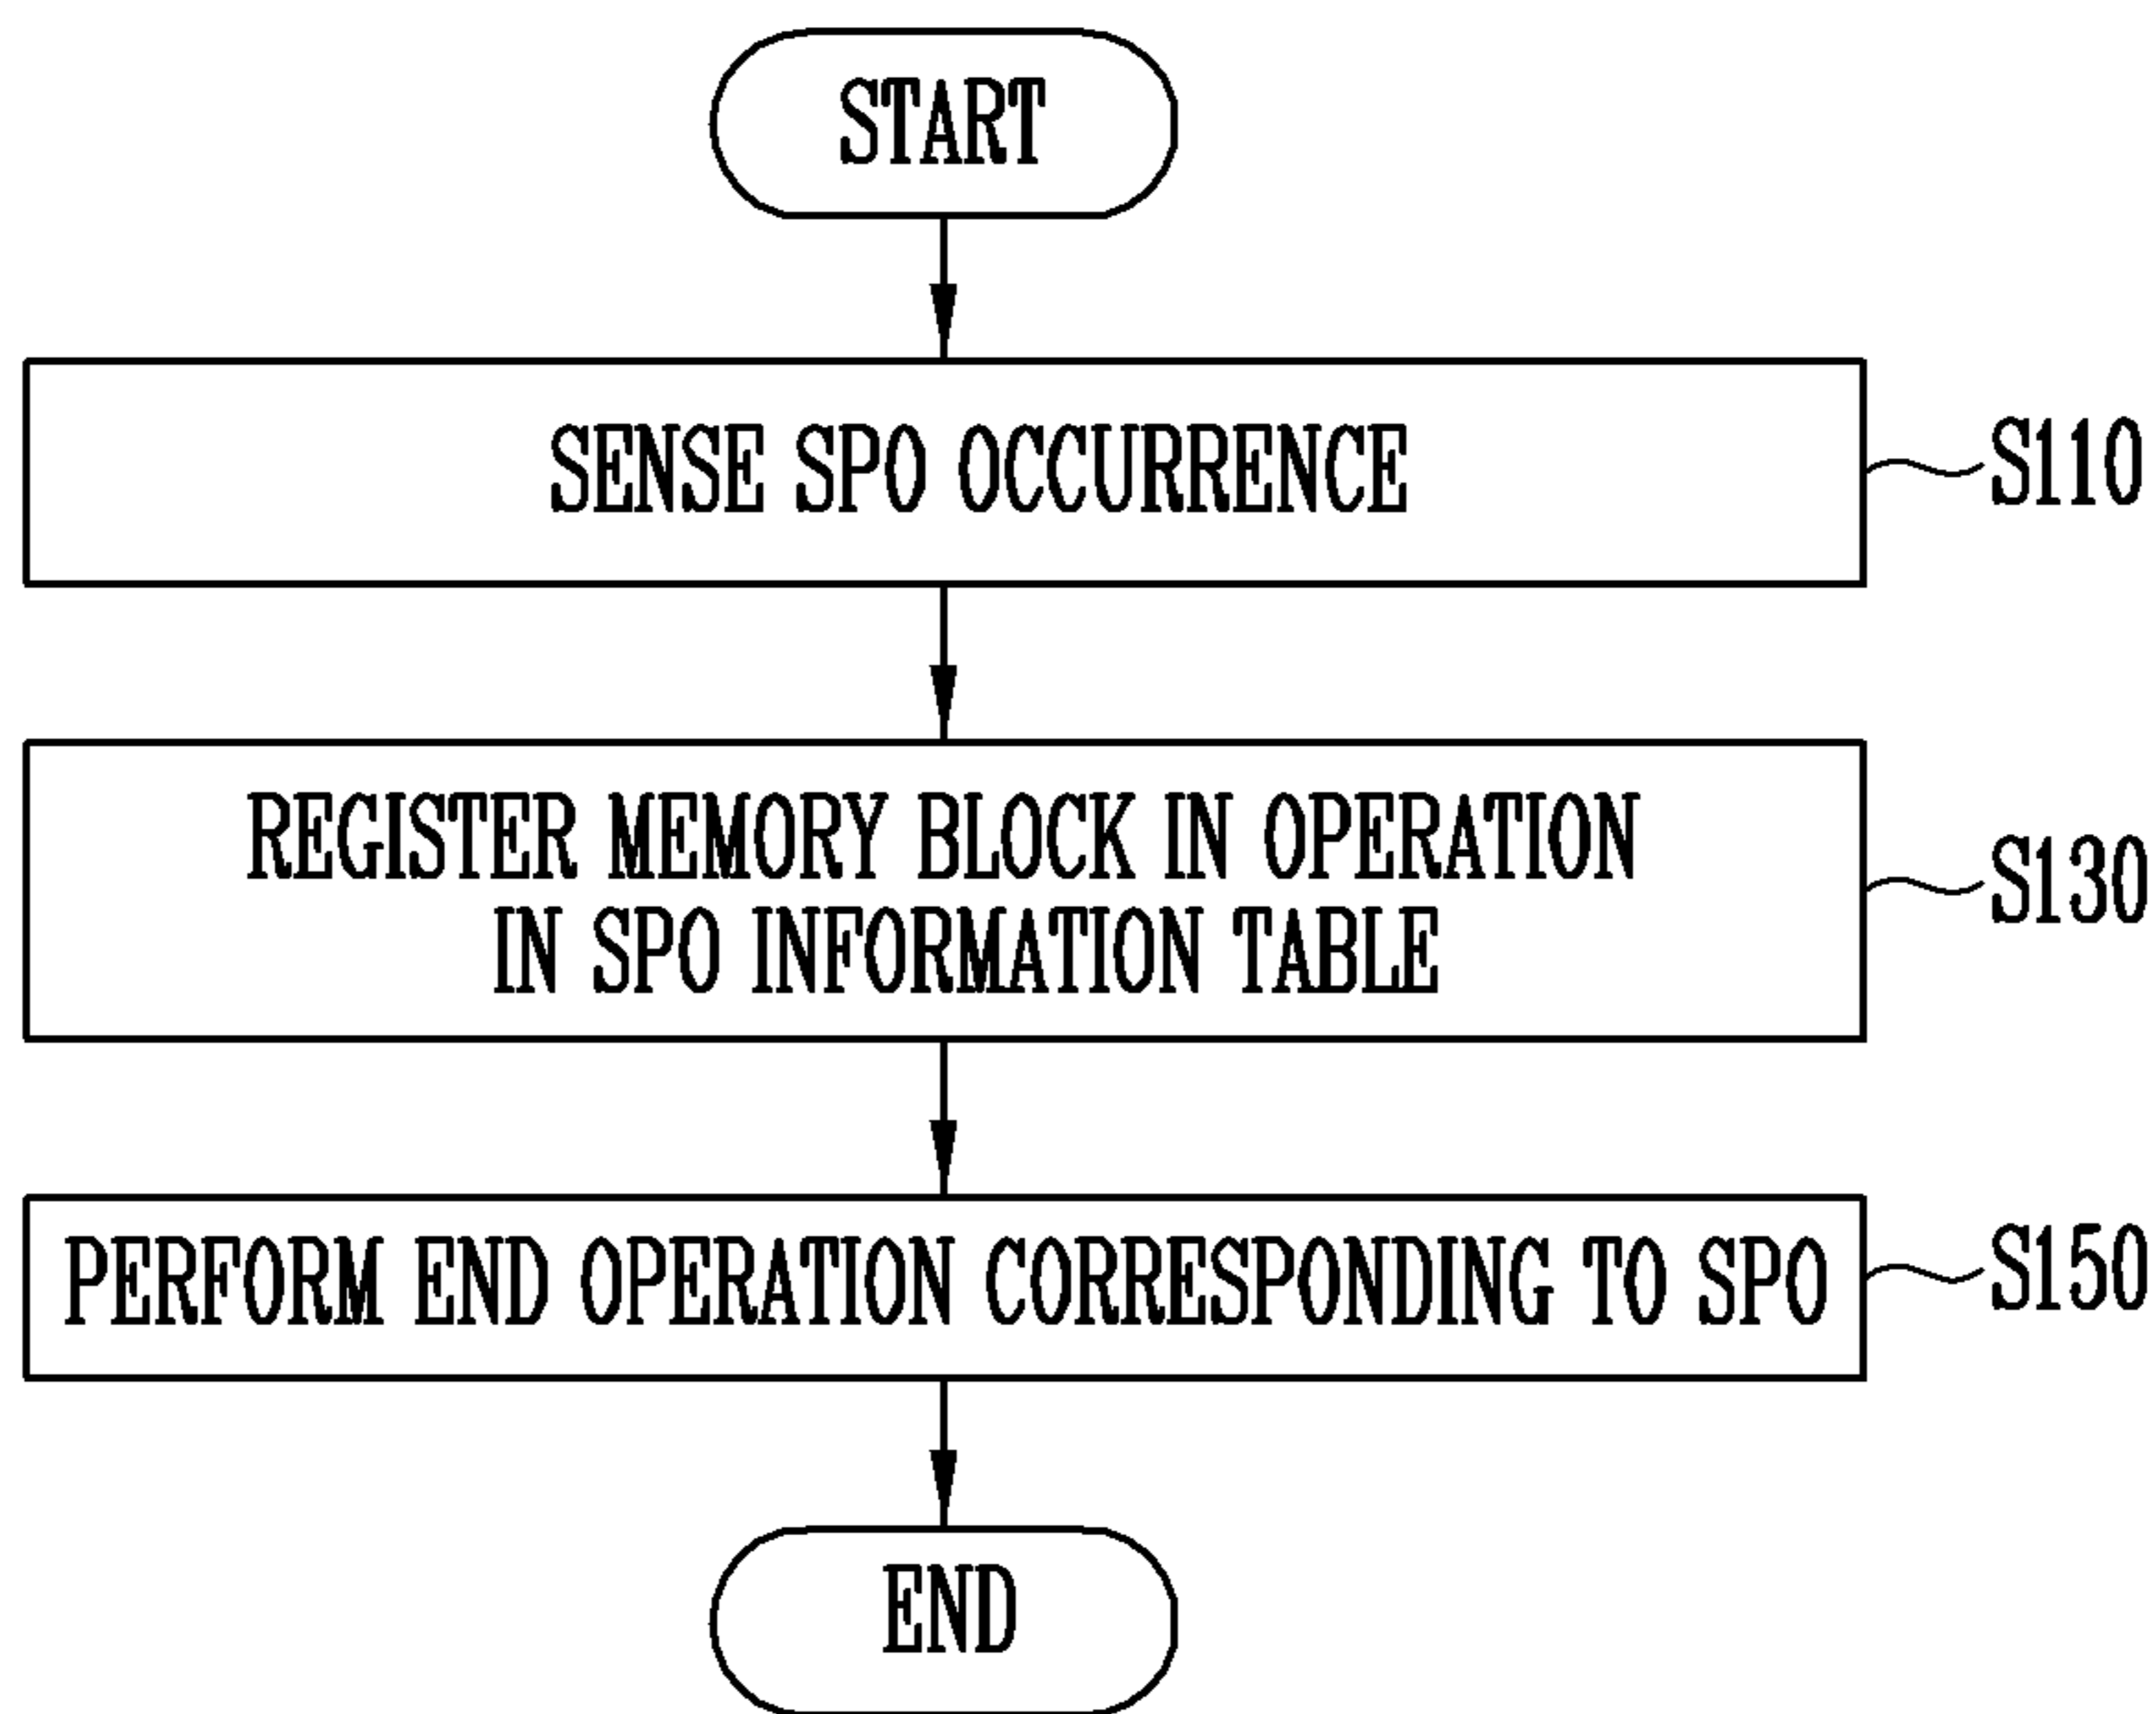 START
SENSE SPO OCCURRENCE
S110
REGISTER MEMORY BLOCK IN OPERATION
IN SPO INFORMATION TABLE
S130
PERFORM END OPERATION CORRESPONDING TO SPO
S150
END